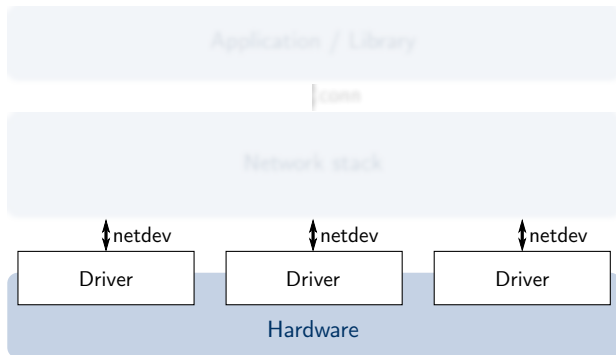 Application / Library
conn
Network stack
netdev netdev netdev
Driver Driver Driver
Hardware